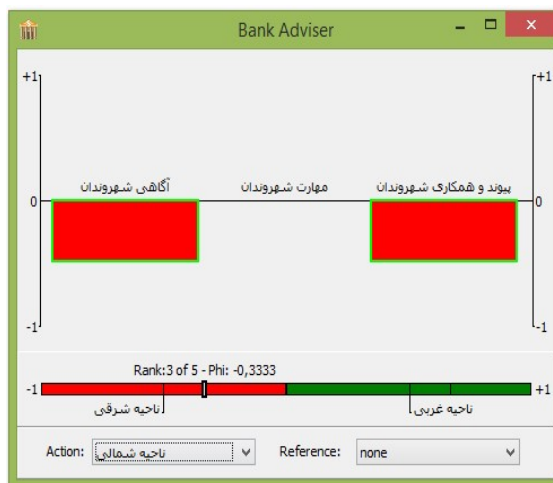 Bank Adviser
+1 +1
آگاهی شهروندان مهارت شهروندان پیوند و همکاری شهروندان
0 0
-1 -1
Rank:3 of 5 - Phi: -0,3333
-1 +1
ناحیه شرقی ناحیه غربی
Action: ناحیه شمالی Reference: none